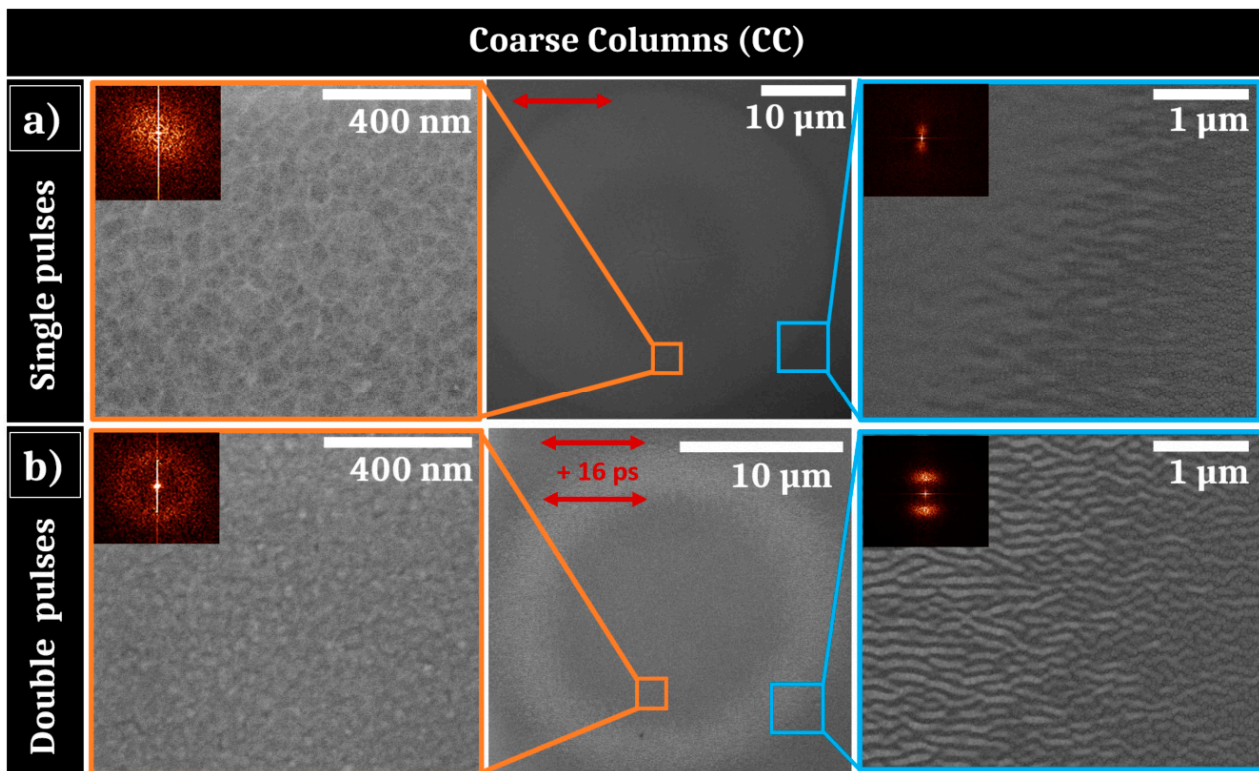 Coarse Columns (CC)
a)
Single pulses
400 nm
10 µm
1 µm
b)
Double pulses
400 nm
+ 16 ps
10 µm
1 µm